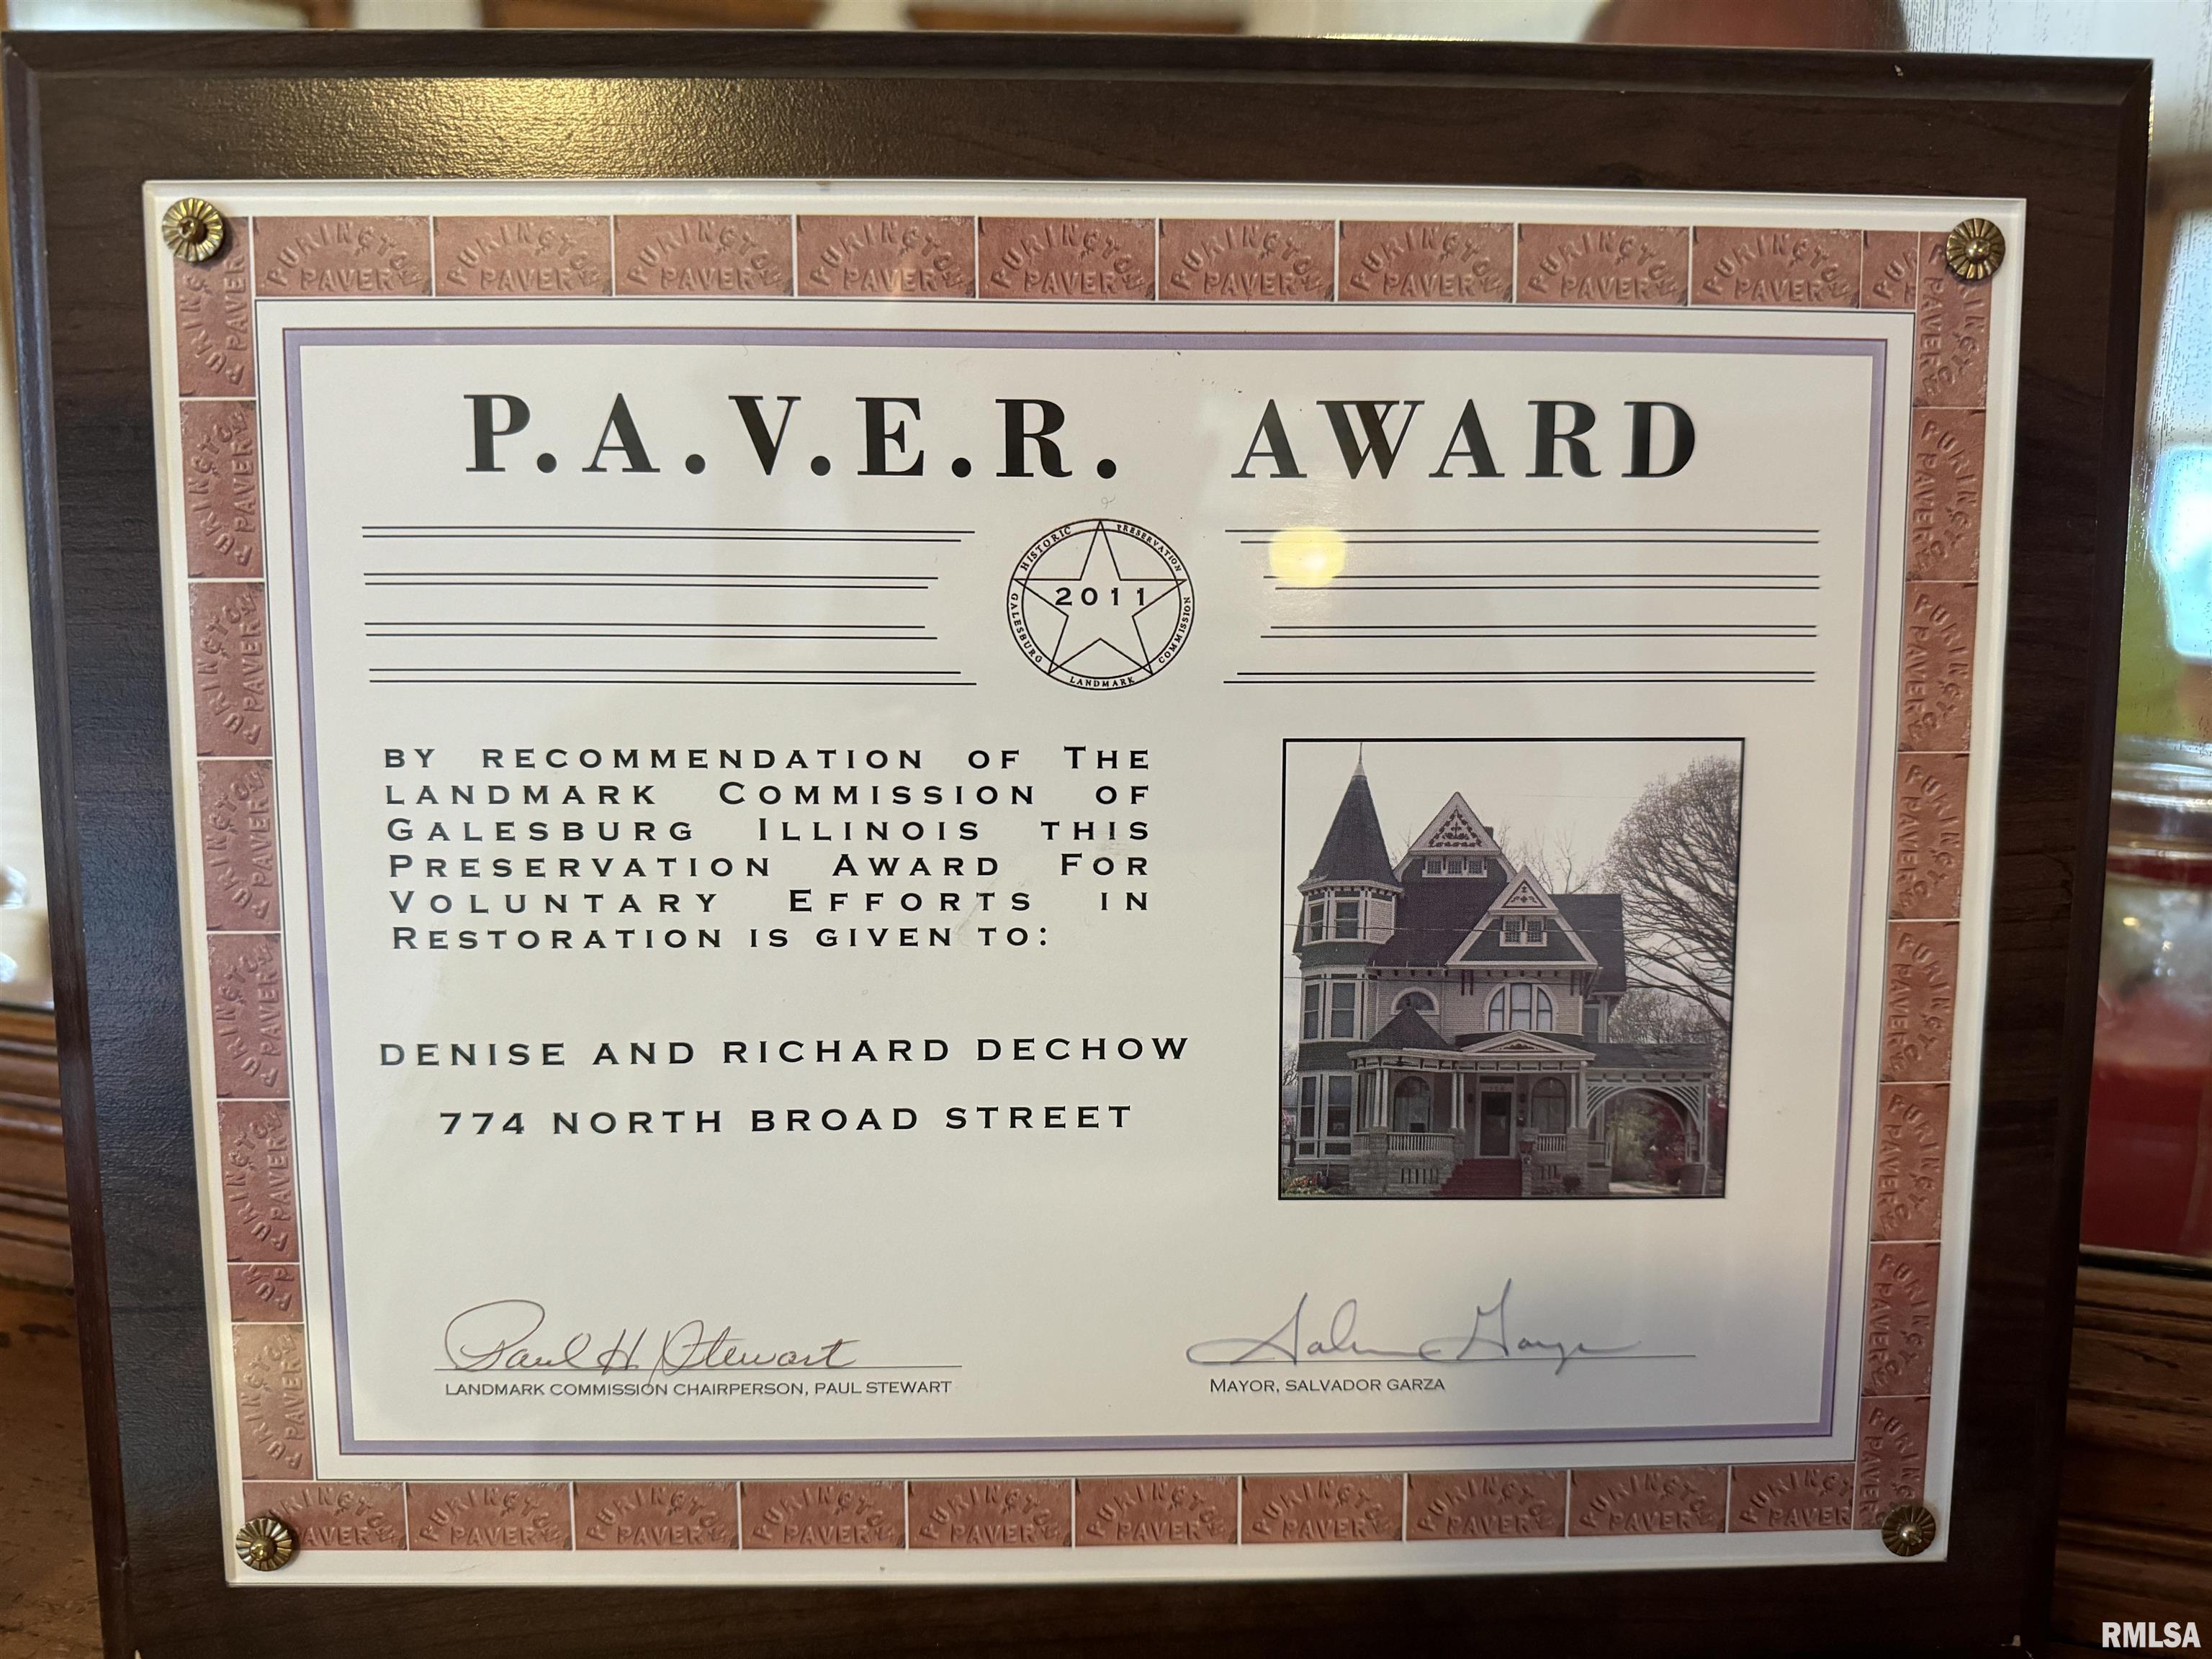 PURINGTON PAVER
P.A.V.E.R. AWARD
HISTORIC PRESERVATION
2011
GALESBURG LANDMARK COMMISSION
BY RECOMMENDATION OF THE
LANDMARK COMMISSION OF
GALESBURG ILLINOIS THIS
PRESERVATION AWARD FOR
VOLUNTARY EFFORTS IN
RESTORATION IS GIVEN TO:
DENISE AND RICHARD DECHOW
774 NORTH BROAD STREET
Paul H. Stewart
LANDMARK COMMISSION CHAIRPERSON, PAUL STEWART
MAYOR, SALVADOR GARZA
RMLSA